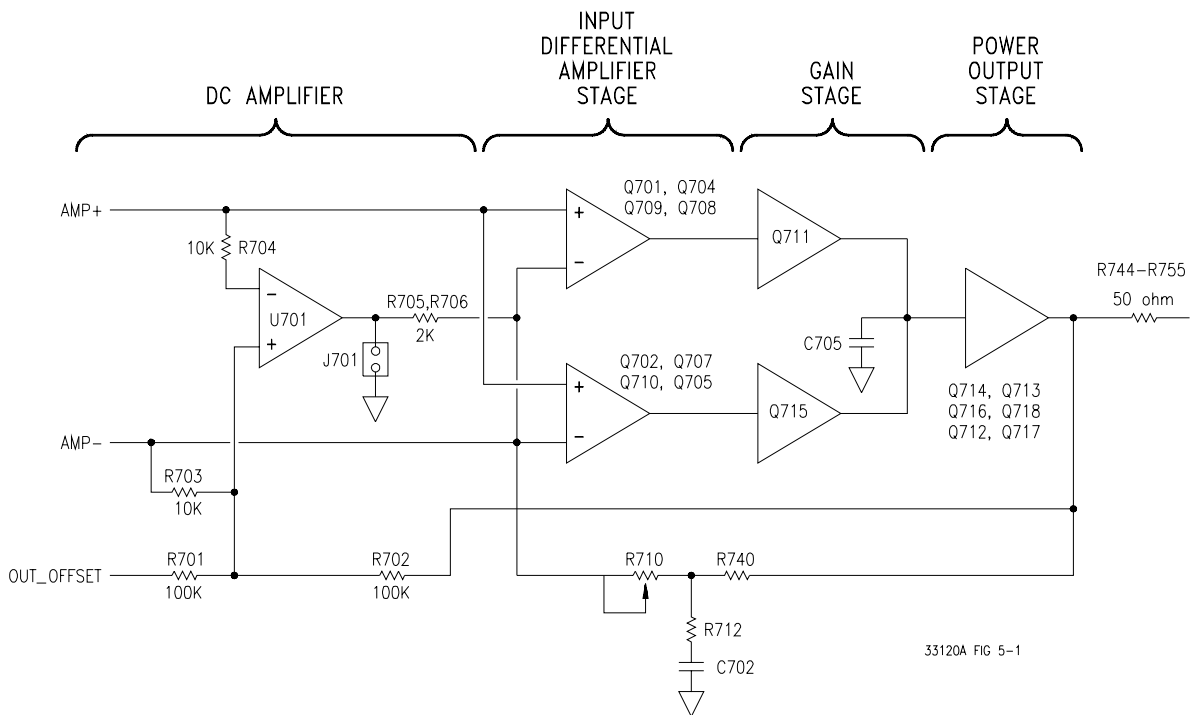 INPUT
DIFFERENTIAL
AMPLIFIER
STAGE
POWER
OUTPUT
STAGE
GAIN
STAGE
DC AMPLIFIER
AMP+
10K R704
-
U701
+
R705,R706
2K
J701
AMP-
R703
10K
OUT_OFFSET
R701
100K
R702
100K
+
-
Q701, Q704
Q709, Q708
Q711
+
-
Q702, Q707
Q710, Q705
Q715
C705
R744-R755
50 ohm
Q714, Q713
Q716, Q718
Q712, Q717
R710
R740
R712
C702
33120A FIG 5-1